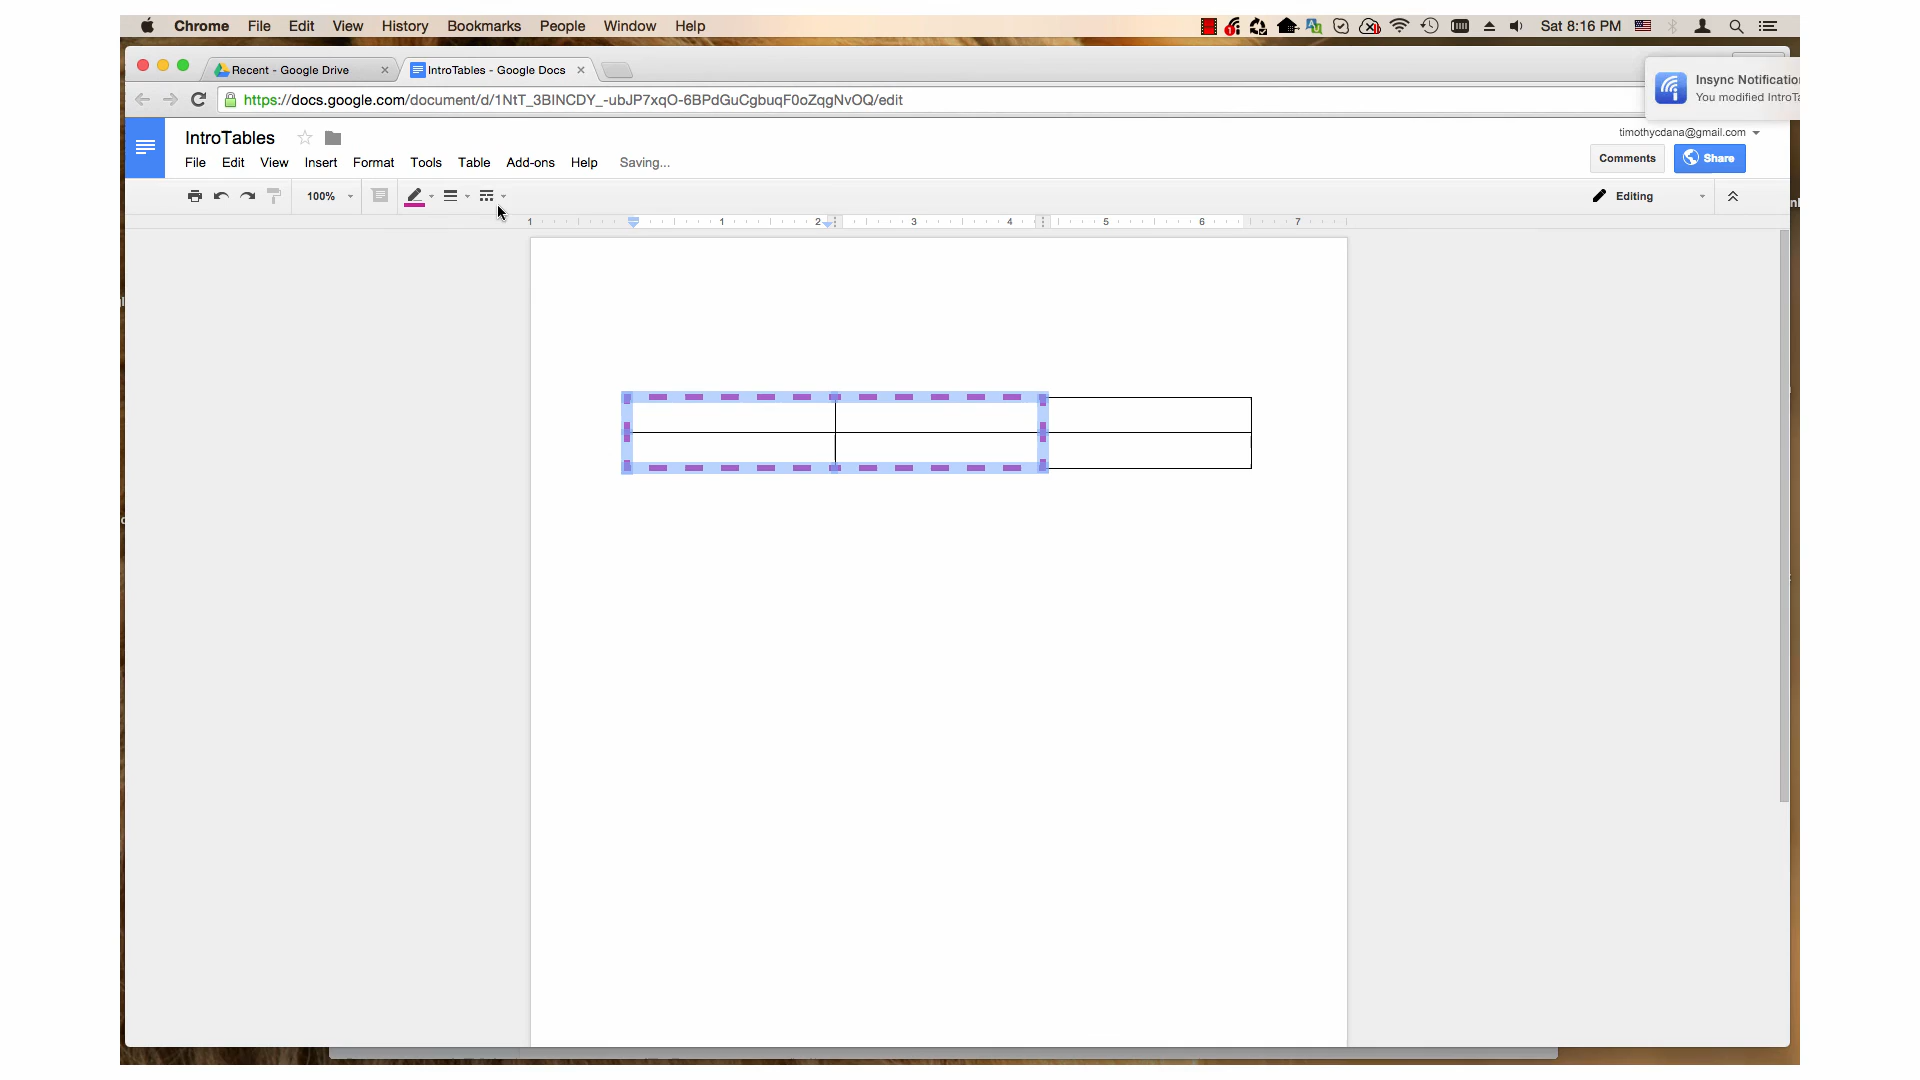 Chrome File Edit View History Bookmarks People Window Help Sat 8:16 PM
Recent - Google Drive IntroTables - Google Docs
Insync Notificatio
You modified IntroTa
https://docs.google.com/document/d/1NtT_3BINCDY_-ubJP7xqO-6BPdGuCgbuqF0oZqgNvOQ/edit
IntroTables
timothycdana@gmail.com
File Edit View Insert Format Tools Table Add-ons Help Saving...
Comments Share
100% Editing
1 1 2 3 4 5 6 7